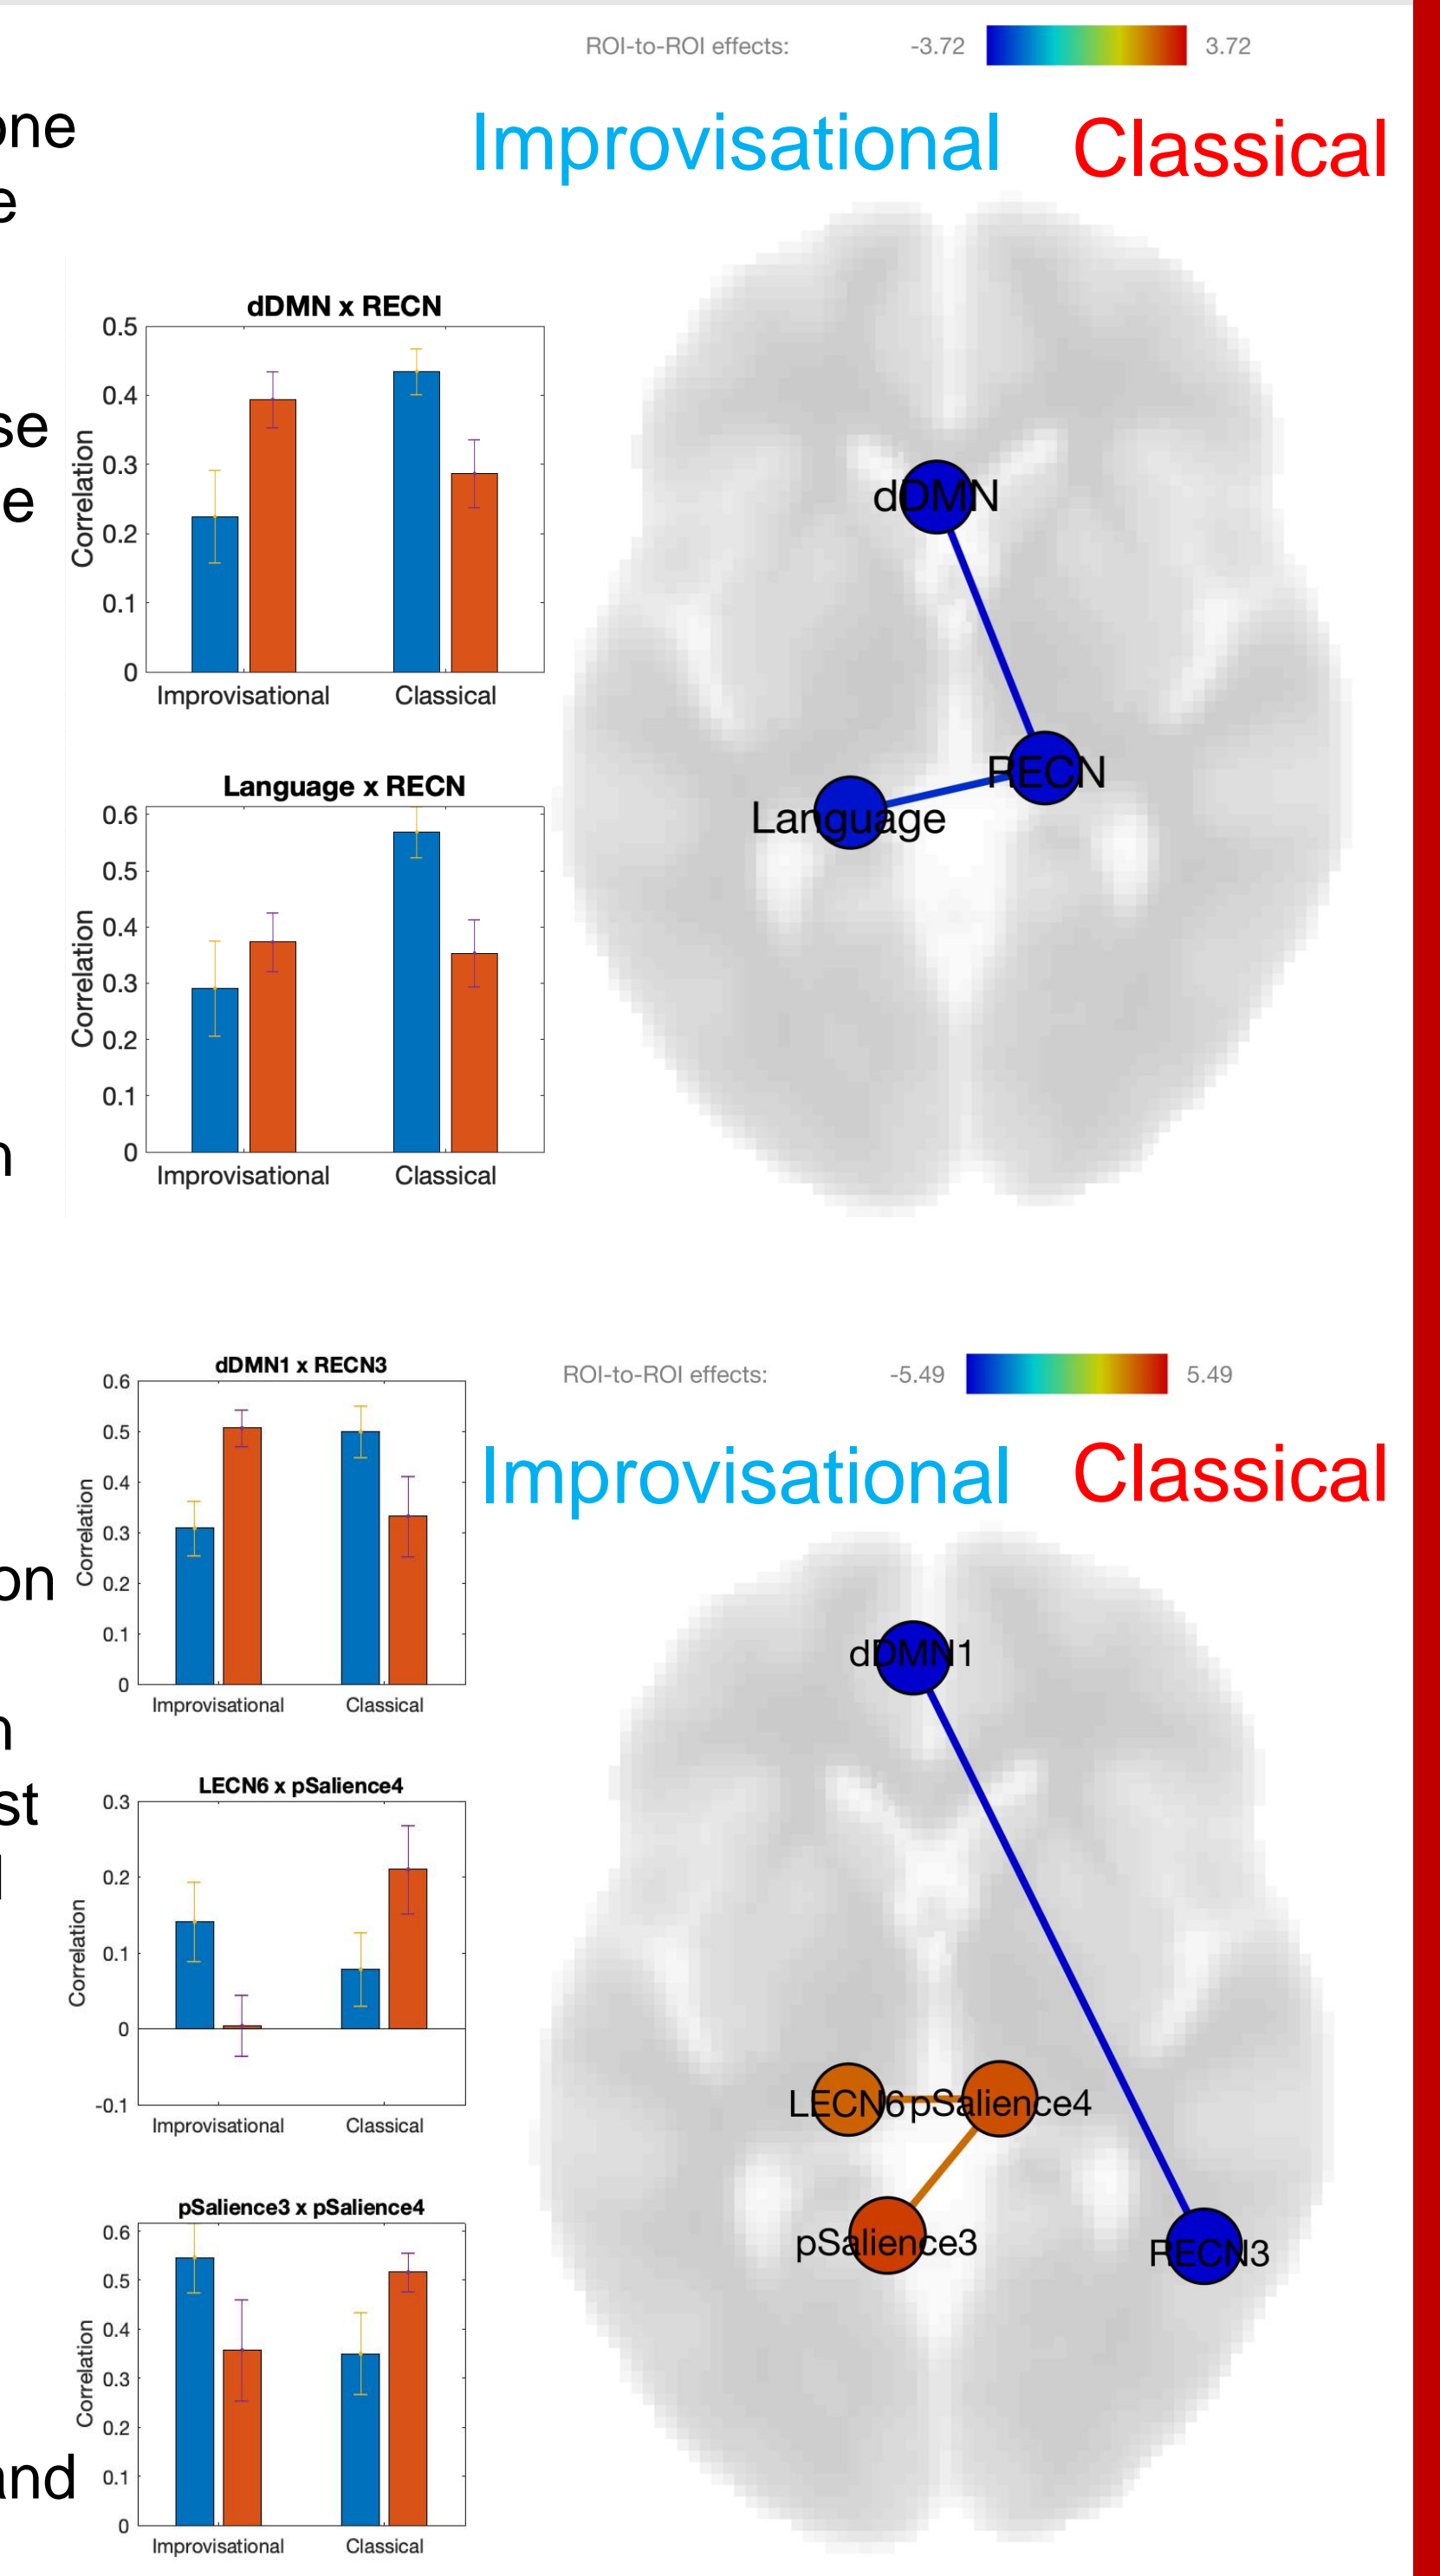 ROI-to-ROI effects: -3.72 3.72
Improvisational Classical
one
e
se
e
n
dDMN x RECN
0.5
0.4
0.3
0.2
0.1
0
Correlation
Improvisational Classical
Language x RECN
0.6
0.5
0.4
0.3
0.2
0.1
0
Correlation
Improvisational Classical
dDMN
RECN
Language
ROI-to-ROI effects: -5.49 5.49
Improvisational Classical
on
n
st
l
and
dDMN1 x RECN3
0.6
0.5
0.4
0.3
0.2
0.1
0
Correlation
Improvisational Classical
LECN6 x pSalience4
0.3
0.2
0.1
0
-0.1
Correlation
Improvisational Classical
pSalience3 x pSalience4
0.6
0.5
0.4
0.3
0.2
0.1
0
Correlation
Improvisational Classical
dDMN1
LECN6 pSalience4
pSalience3
RECN3